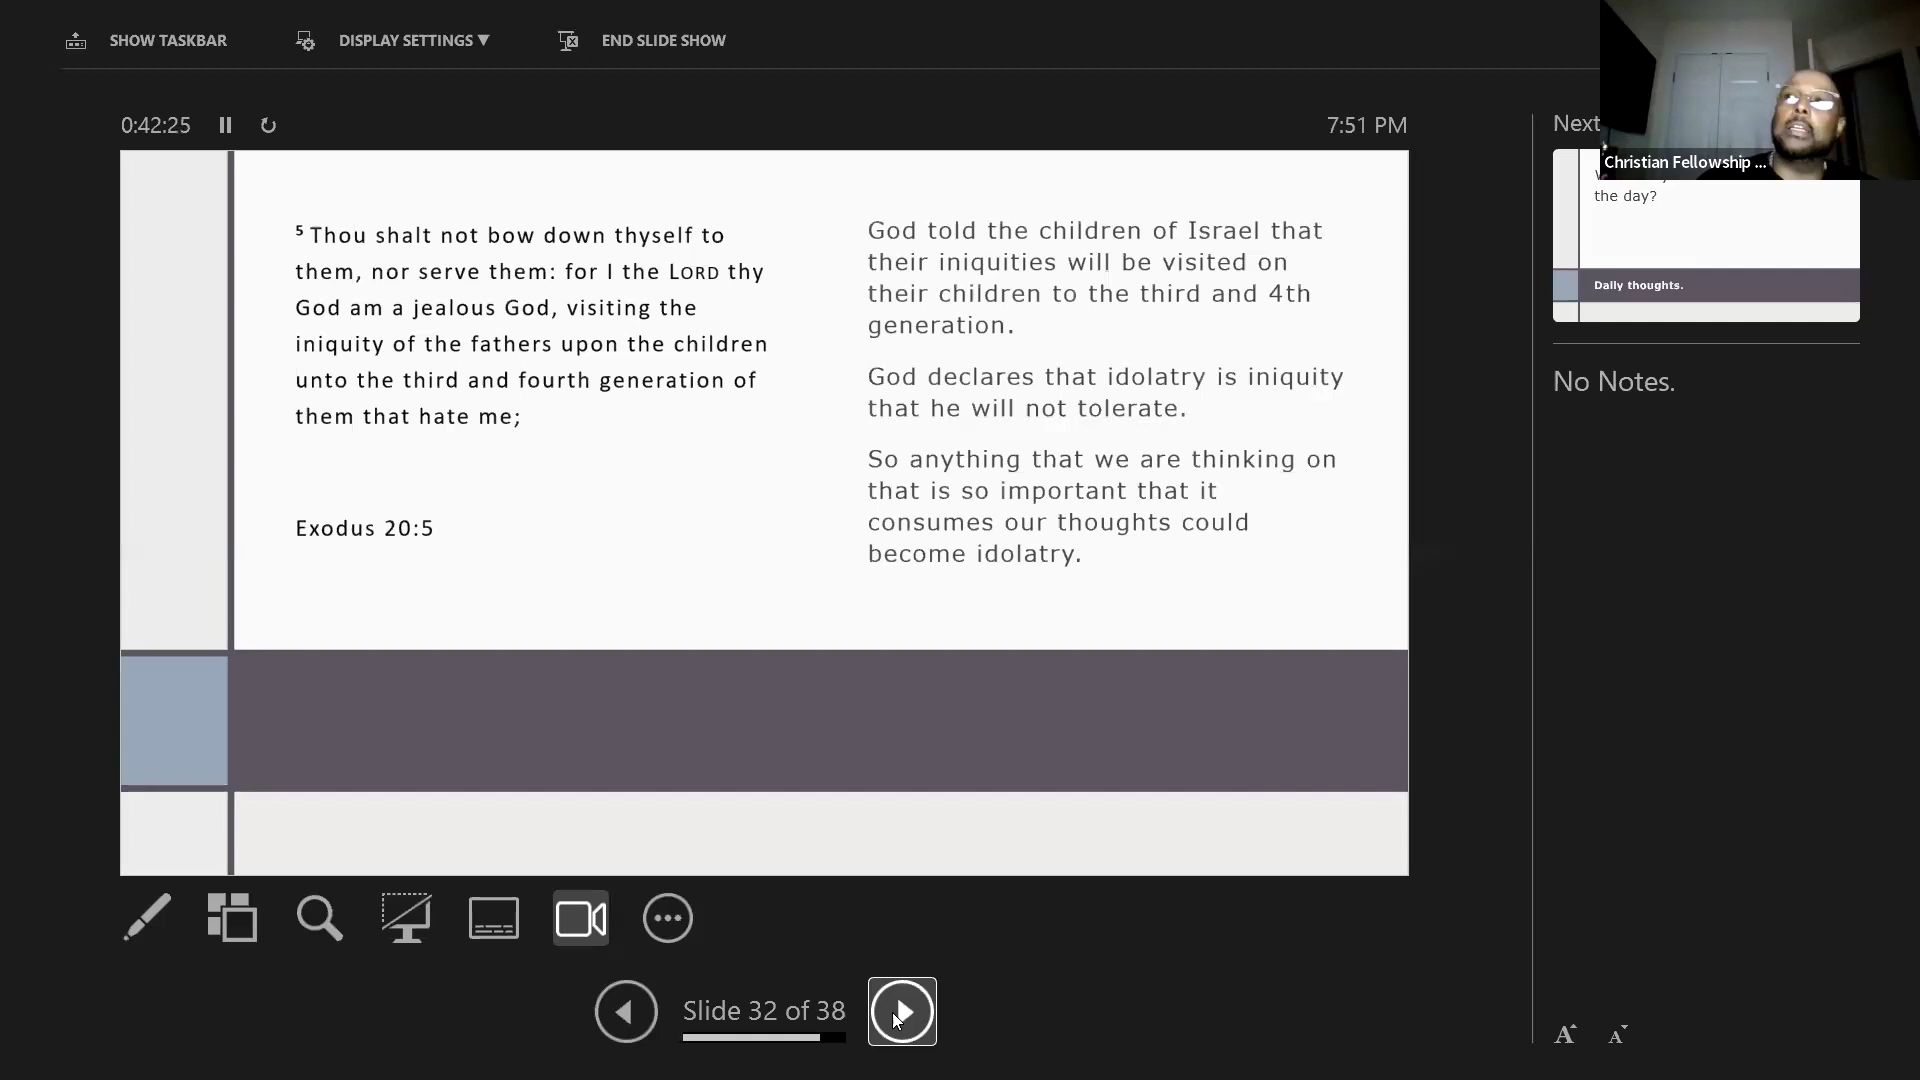 SHOW TASKBAR
DISPLAY SETTINGS ▼
END SLIDE SHOW
0:42:25
7:51 PM
Next
Christian Fellowship ...
the day?
Daily thoughts.
No Notes.
⁵ Thou shalt not bow down thyself to
them, nor serve them: for I the LORD thy
God am a jealous God, visiting the
iniquity of the fathers upon the children
unto the third and fourth generation of
them that hate me;
Exodus 20:5
God told the children of Israel that
their iniquities will be visited on
their children to the third and 4th
generation.
God declares that idolatry is iniquity
that he will not tolerate.
So anything that we are thinking on
that is so important that it
consumes our thoughts could
become idolatry.
Slide 32 of 38
A A